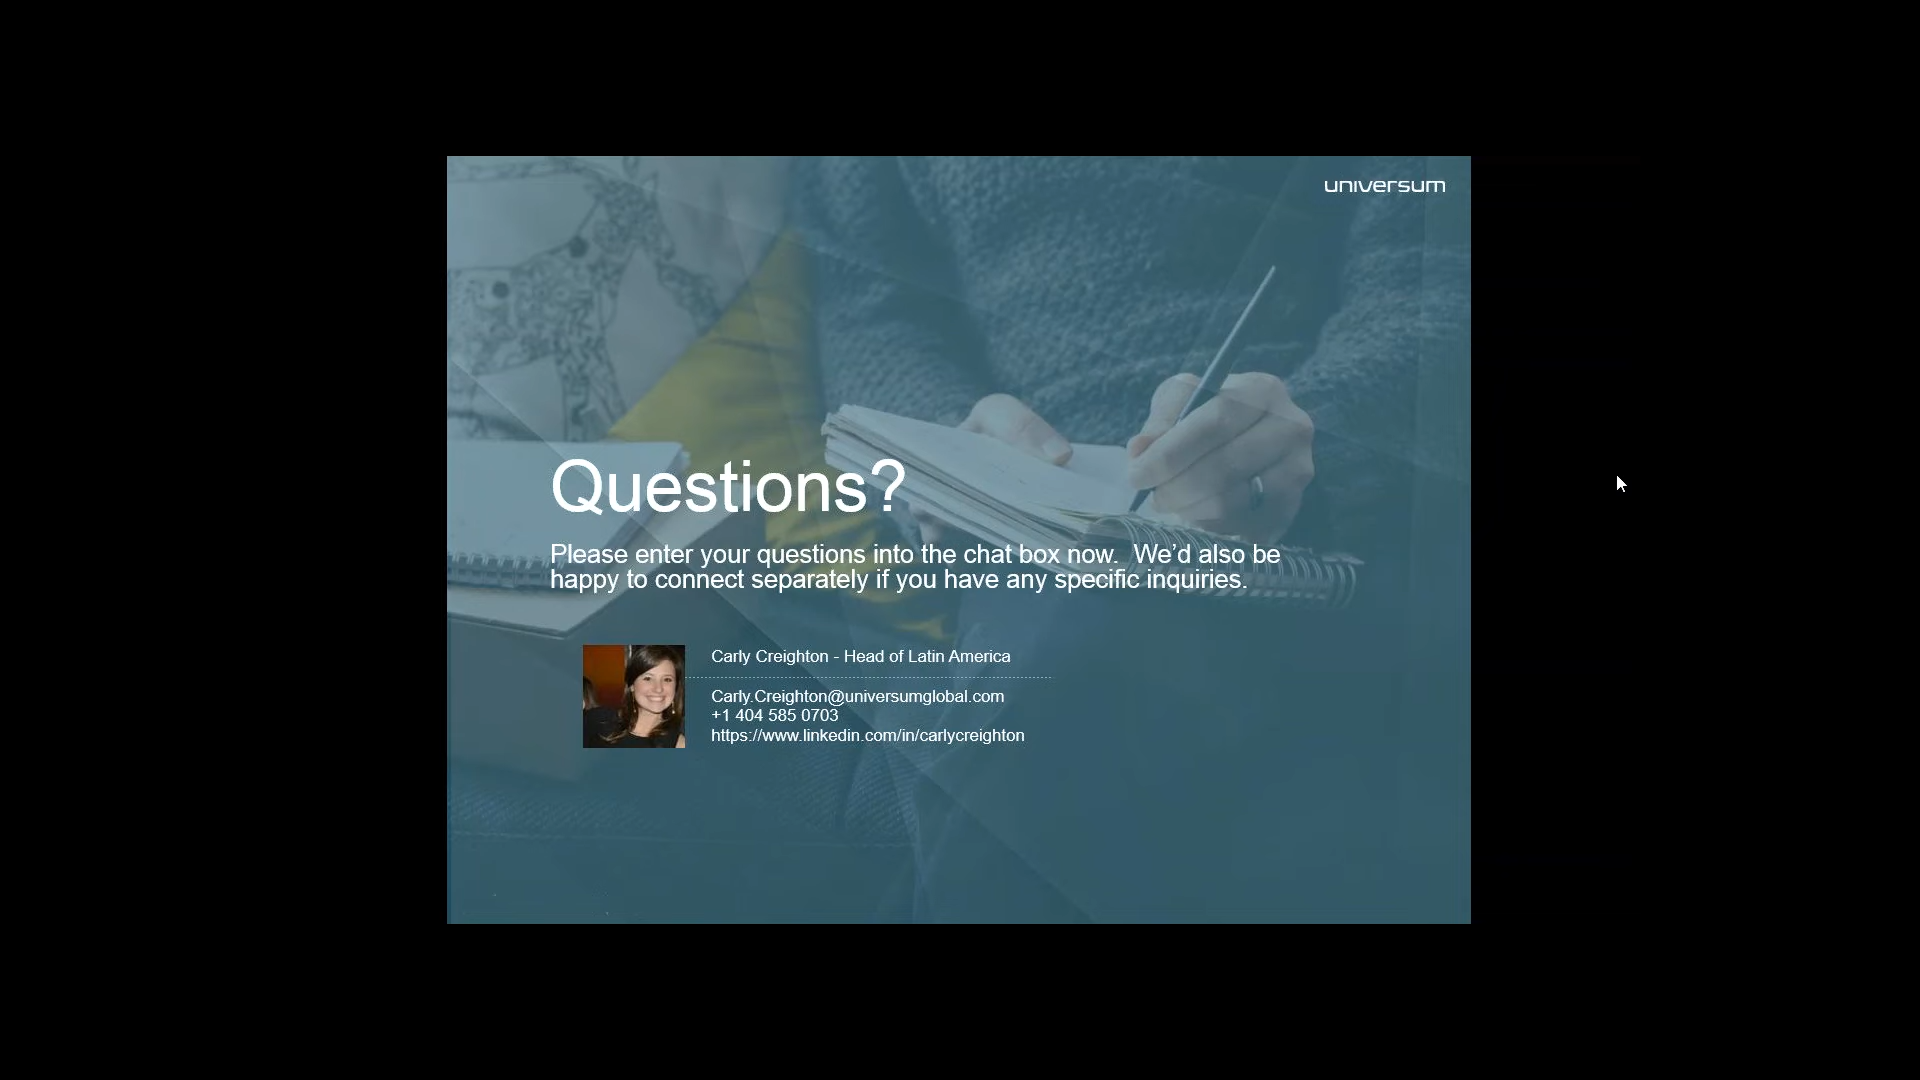 universum
Questions?
Please enter your questions into the chat box now.  We’d also be
happy to connect separately if you have any specific inquiries.
Carly Creighton - Head of Latin America
Carly.Creighton@universumglobal.com
+1 404 585 0703
https://www.linkedin.com/in/carlycreighton